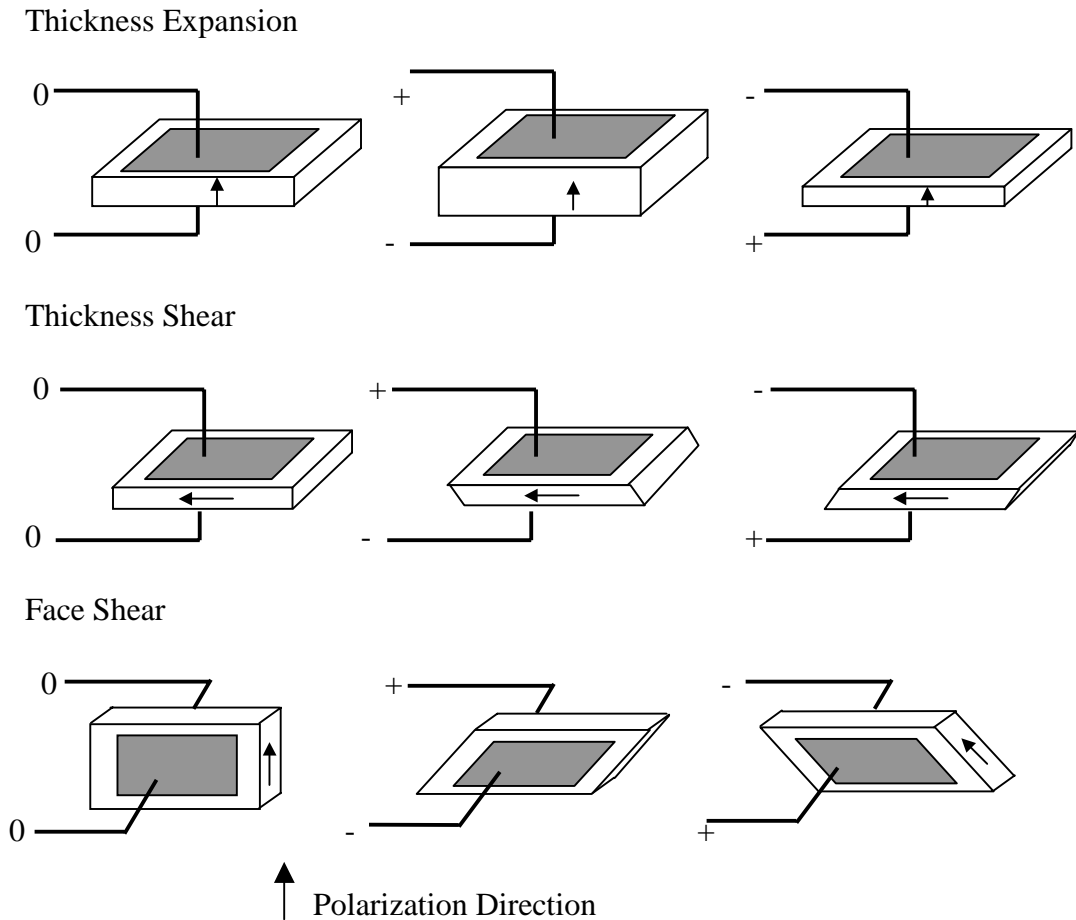 Thickness Expansion
0 + -
0 - +
Thickness Shear
0 + -
0 - +
Face Shear
0 + -
0 - +
Polarization Direction